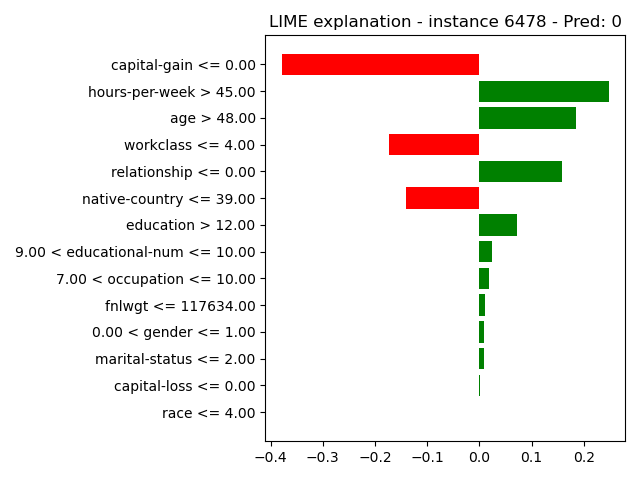 LIME explanation - instance 6478 - Pred: 0
capital-gain <= 0.00
hours-per-week > 45.00
age > 48.00
workclass <= 4.00
relationship <= 0.00
native-country <= 39.00
education > 12.00
9.00 < educational-num <= 10.00
7.00 < occupation <= 10.00
fnlwgt <= 117634.00
0.00 < gender <= 1.00
marital-status <= 2.00
capital-loss <= 0.00
race <= 4.00
−0.4 −0.3 −0.2 −0.1 0.0 0.1 0.2